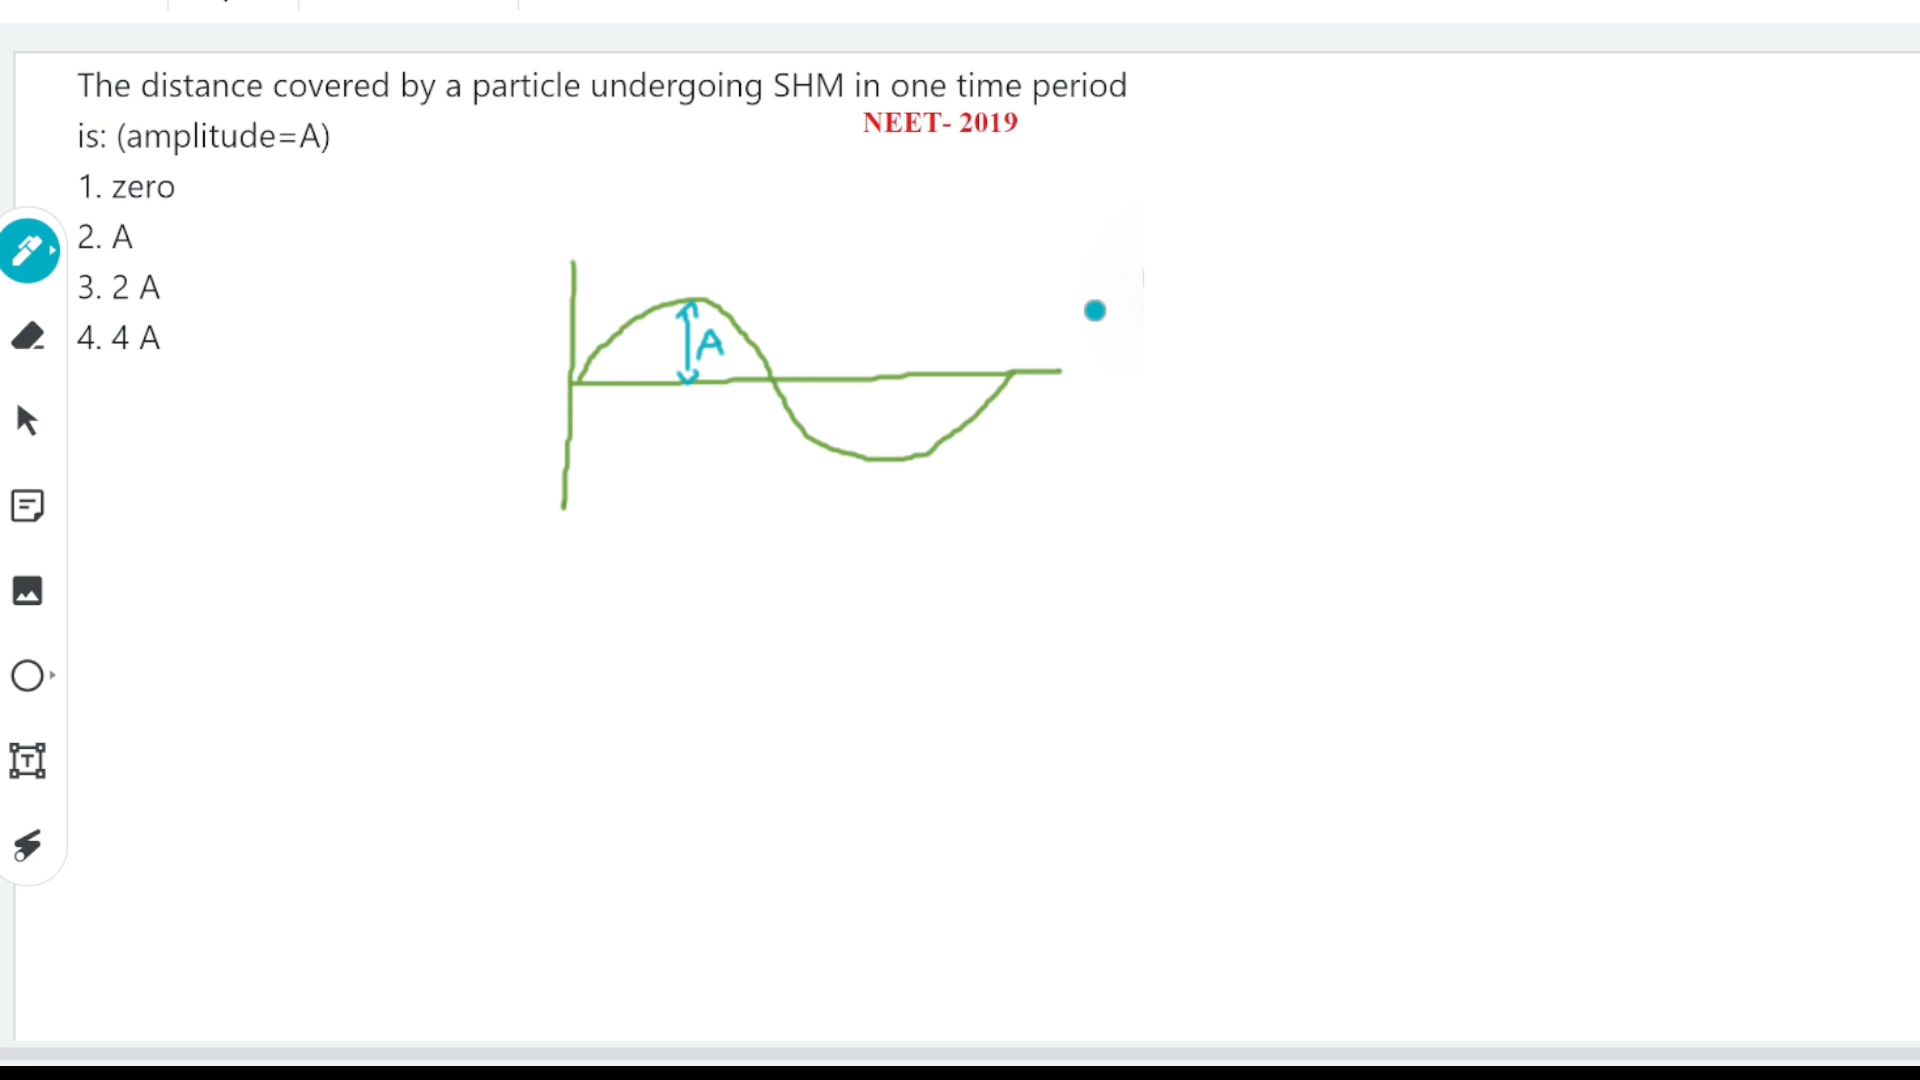 The distance covered by a particle undergoing SHM in one time period
NEET- 2019
is: (amplitude=A)
1. zero
2. A
3. 2 A
4. 4 A
A